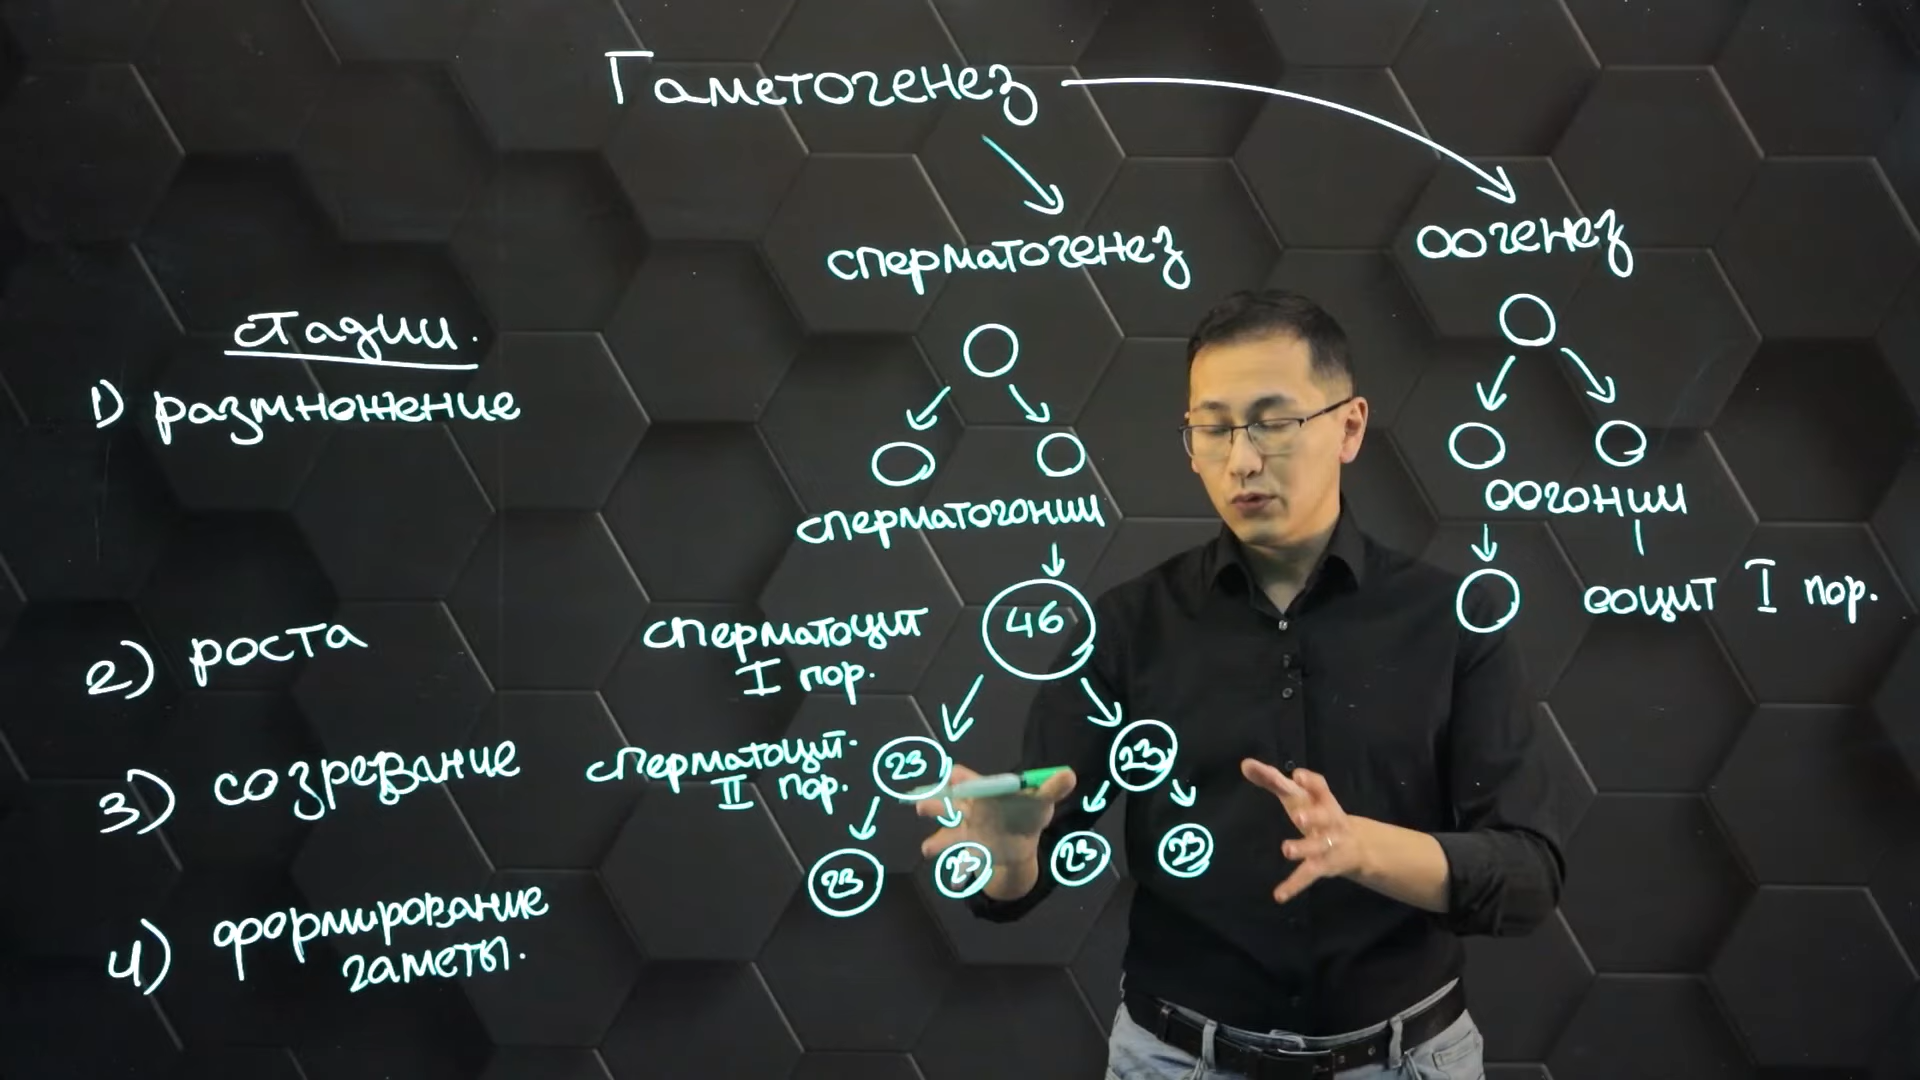 Гаметогенез
сперматогенез
оогенез
стадии.
1) размножение
сперматогонии
оогонии
ооцит I пор.
2) роста
сперматоцит
I пор.
46
3) созревание
сперматоцит
II пор.
23
23
23
23
23
23
4) формирование
гаметы.